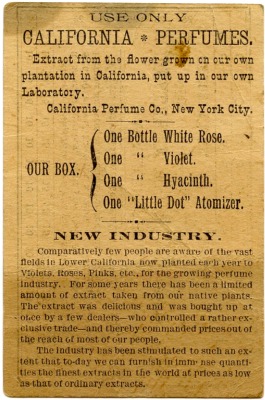 USE ONLY
CALIFORNIA * PERFUMES.
Extract from the flower grown on our own
plantation in California, put up in our own
Laboratory.
California Perfume Co., New York City.
OUR BOX.
One Bottle White Rose.
One " Violet.
One " Hyacinth.
One "Little Dot" Atomizer.
NEW INDUSTRY.
Comparatively few people are aware of the vast
fields in Lower California now planted each year to
Violets, Roses, Pinks, etc., for the growing perfume
industry. For some years there has been a limited
amount of extract taken from our native plants.
The extract was delicious and was bought up at
once by a few dealers—who controlled a rather ex-
clusive trade—and thereby commanded prices out of
the reach of most of our people.
The industry has been stimulated to such an ex
tent that to-day we can furnish in imm nse quanti-
ties the finest extracts in the world at prices as low
as that of ordinary extracts.